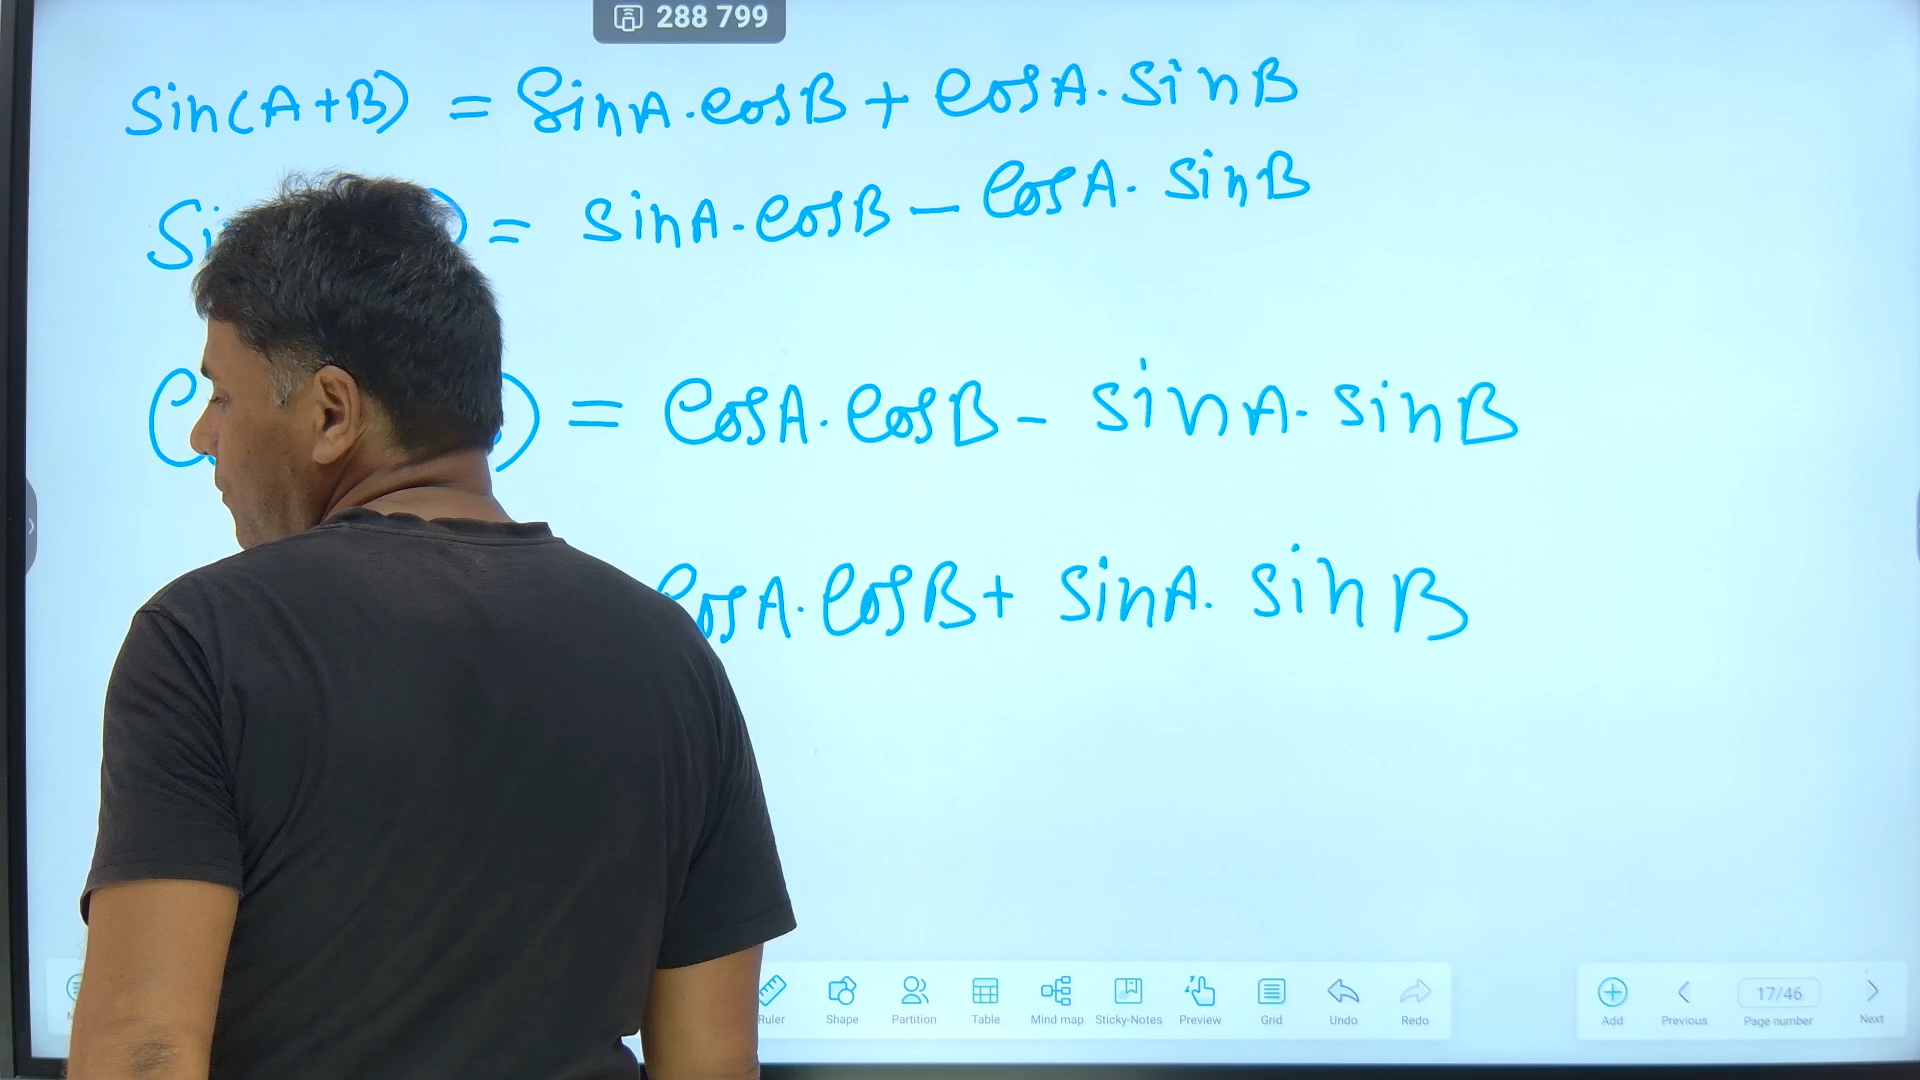 288 799
Sin(A+B) = SinA.cosB + cosA.SinB
Si ) = sinA.cosB - cosA.sinB
) = cosA.cosB - sinA.sinB
cosA.cosB + sinA.sinB
Ruler Shape Partition Table Mind map Sticky-Notes Preview Grid Undo Redo Add Previous 17/46 Page number Next